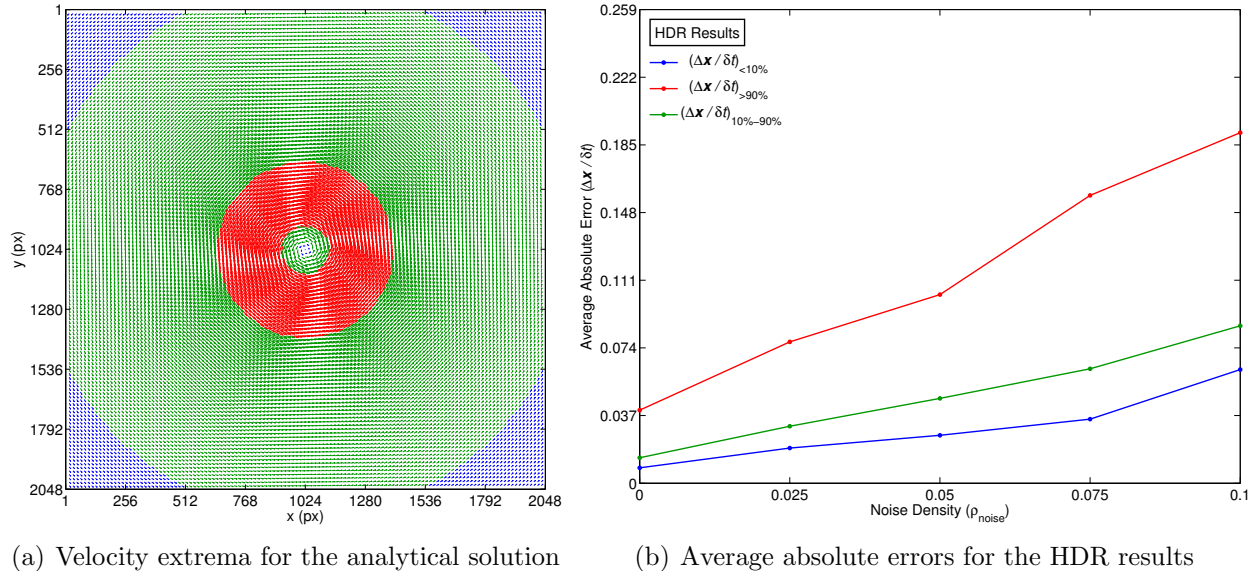 1
256
512
768
1024
1280
1536
1792
2048
y (px)
1 256 512 768 1024 1280 1536 1792 2048
x (px)
(a) Velocity extrema for the analytical solution
0.259
0.222
0.185
0.148
0.111
0.074
0.037
0
Average Absolute Error (Δx / δt)
HDR Results
(Δx / δt)<10%
(Δx / δt)>90%
(Δx / δt)10%−90%
0 0.025 0.05 0.075 0.1
Noise Density (ρnoise)
(b) Average absolute errors for the HDR results